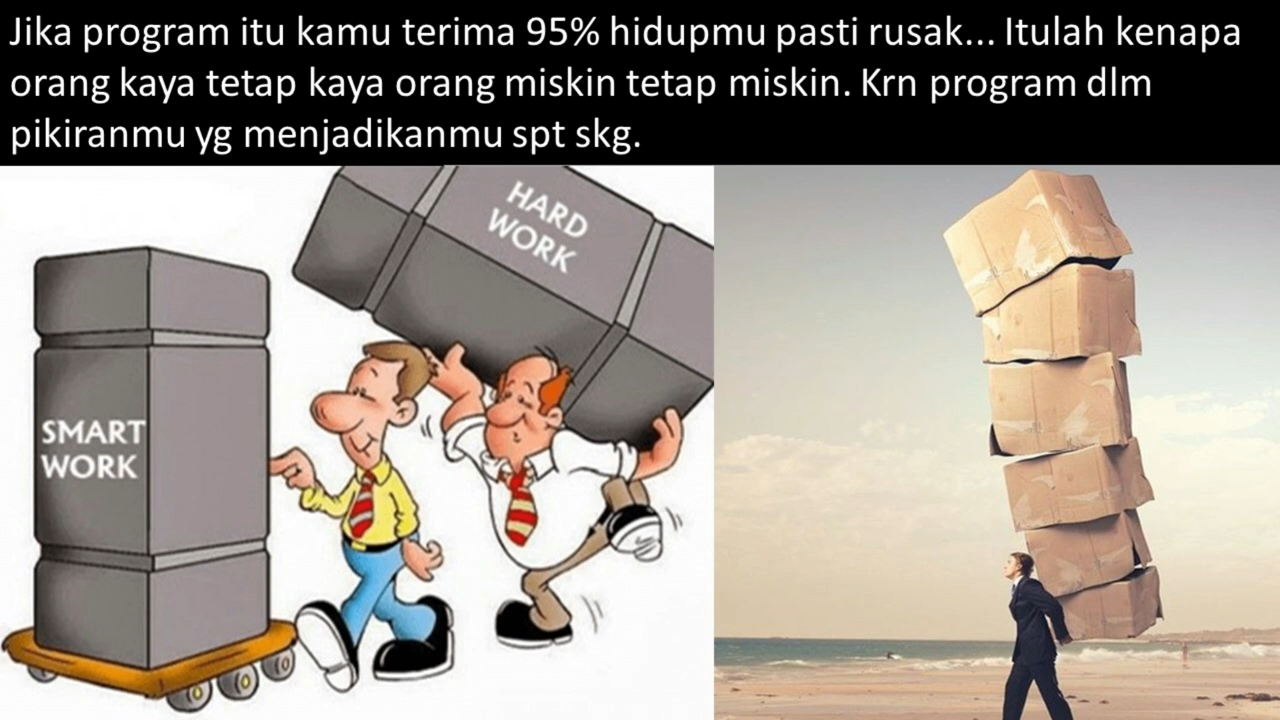 Jika program itu kamu terima 95% hidupmu pasti rusak... Itulah kenapa
orang kaya tetap kaya orang miskin tetap miskin. Krn program dlm
pikiranmu yg menjadikanmu spt skg.
HARD
WORK
SMART
WORK